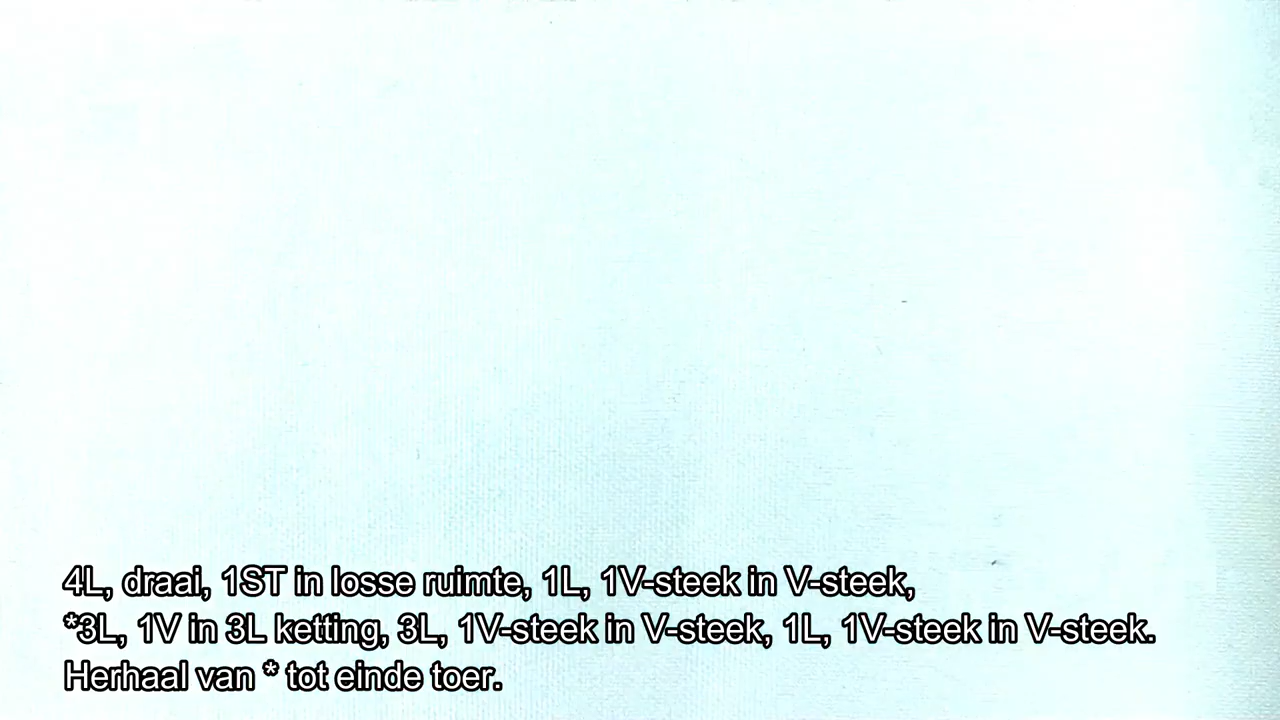 4L, draai, 1ST in losse ruimte, 1L, 1V-steek in V-steek,
*3L, 1V in 3L ketting, 3L, 1V-steek in V-steek, 1L, 1V-steek in V-steek.
Herhaal van * tot einde toer.